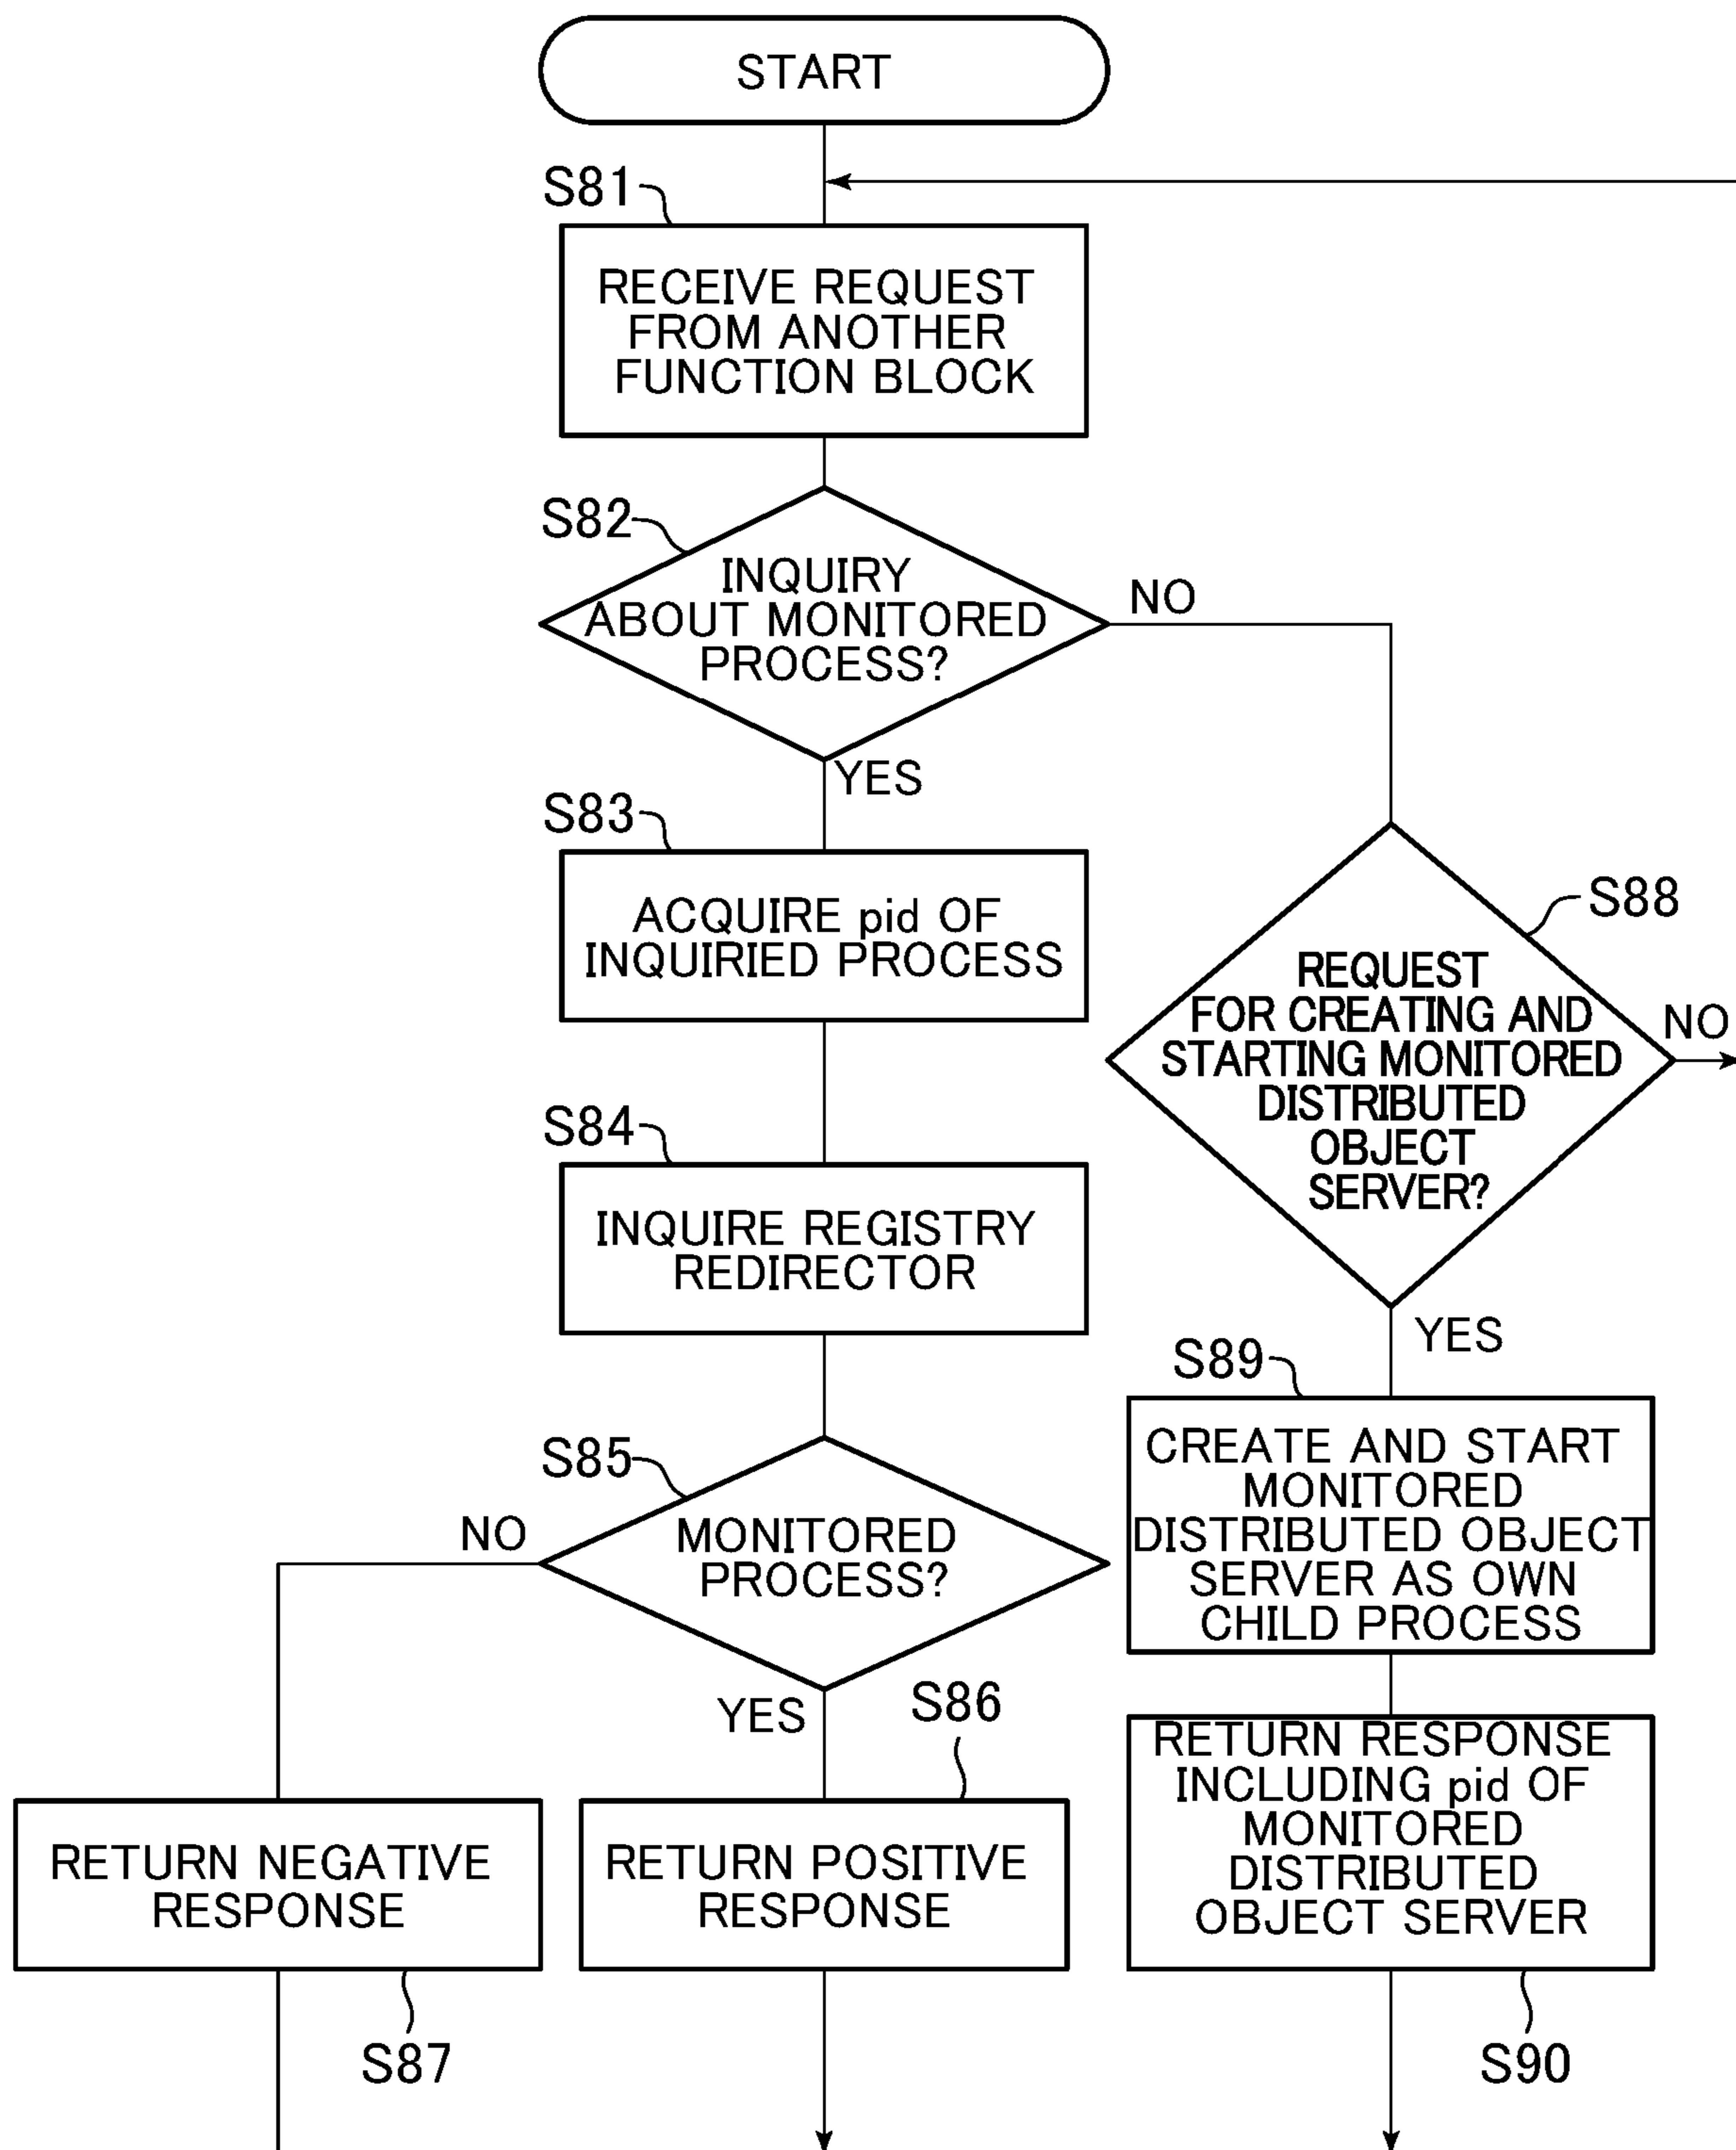 START
S81
RECEIVE REQUEST
FROM ANOTHER
FUNCTION BLOCK
S82
INQUIRY
ABOUT MONITORED
PROCESS?
NO
YES
S83
ACQUIRE pid OF
INQUIRIED PROCESS
S84
INQUIRE REGISTRY
REDIRECTOR
S85
MONITORED
PROCESS?
NO
YES
S86
RETURN POSITIVE
RESPONSE
RETURN NEGATIVE
RESPONSE
S87
S88
REQUEST
FOR CREATING AND
STARTING MONITORED
DISTRIBUTED
OBJECT
SERVER?
NO
YES
S89
CREATE AND START
MONITORED
DISTRIBUTED OBJECT
SERVER AS OWN
CHILD PROCESS
RETURN RESPONSE
INCLUDING pid OF
MONITORED
DISTRIBUTED
OBJECT SERVER
S90